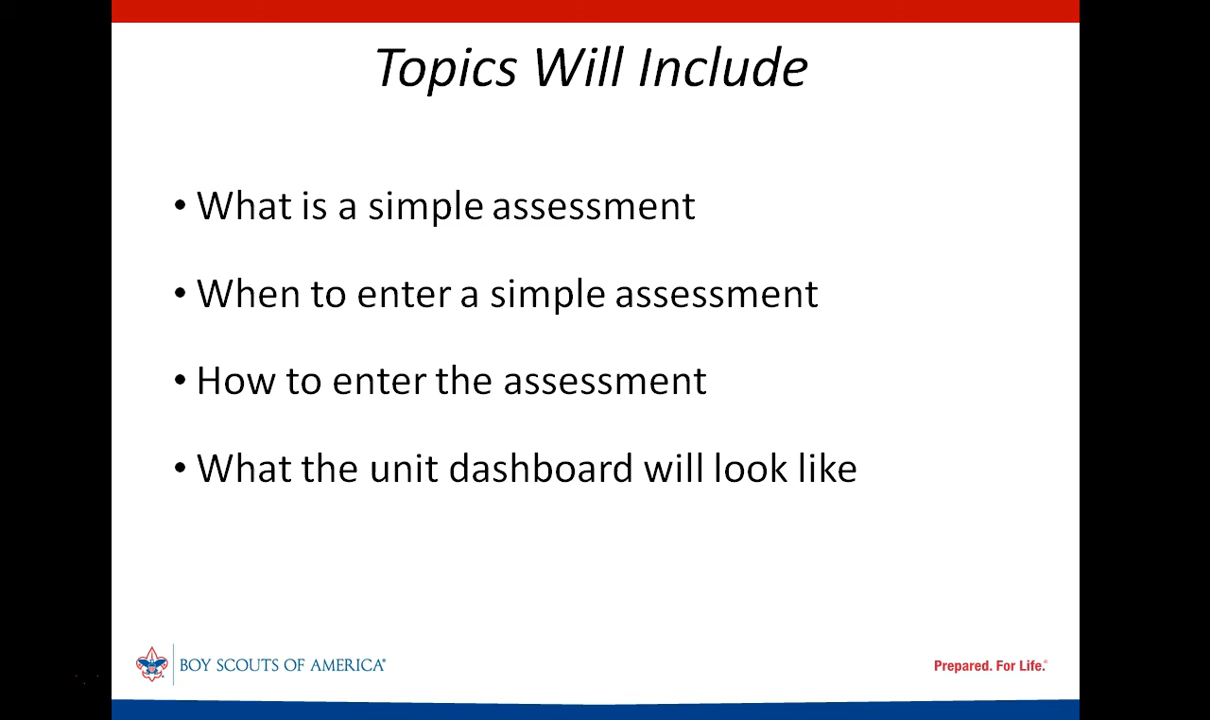 Topics Will Include
• What is a simple assessment
• When to enter a simple assessment
• How to enter the assessment
• What the unit dashboard will look like
BOY SCOUTS OF AMERICA®
Prepared. For Life.®